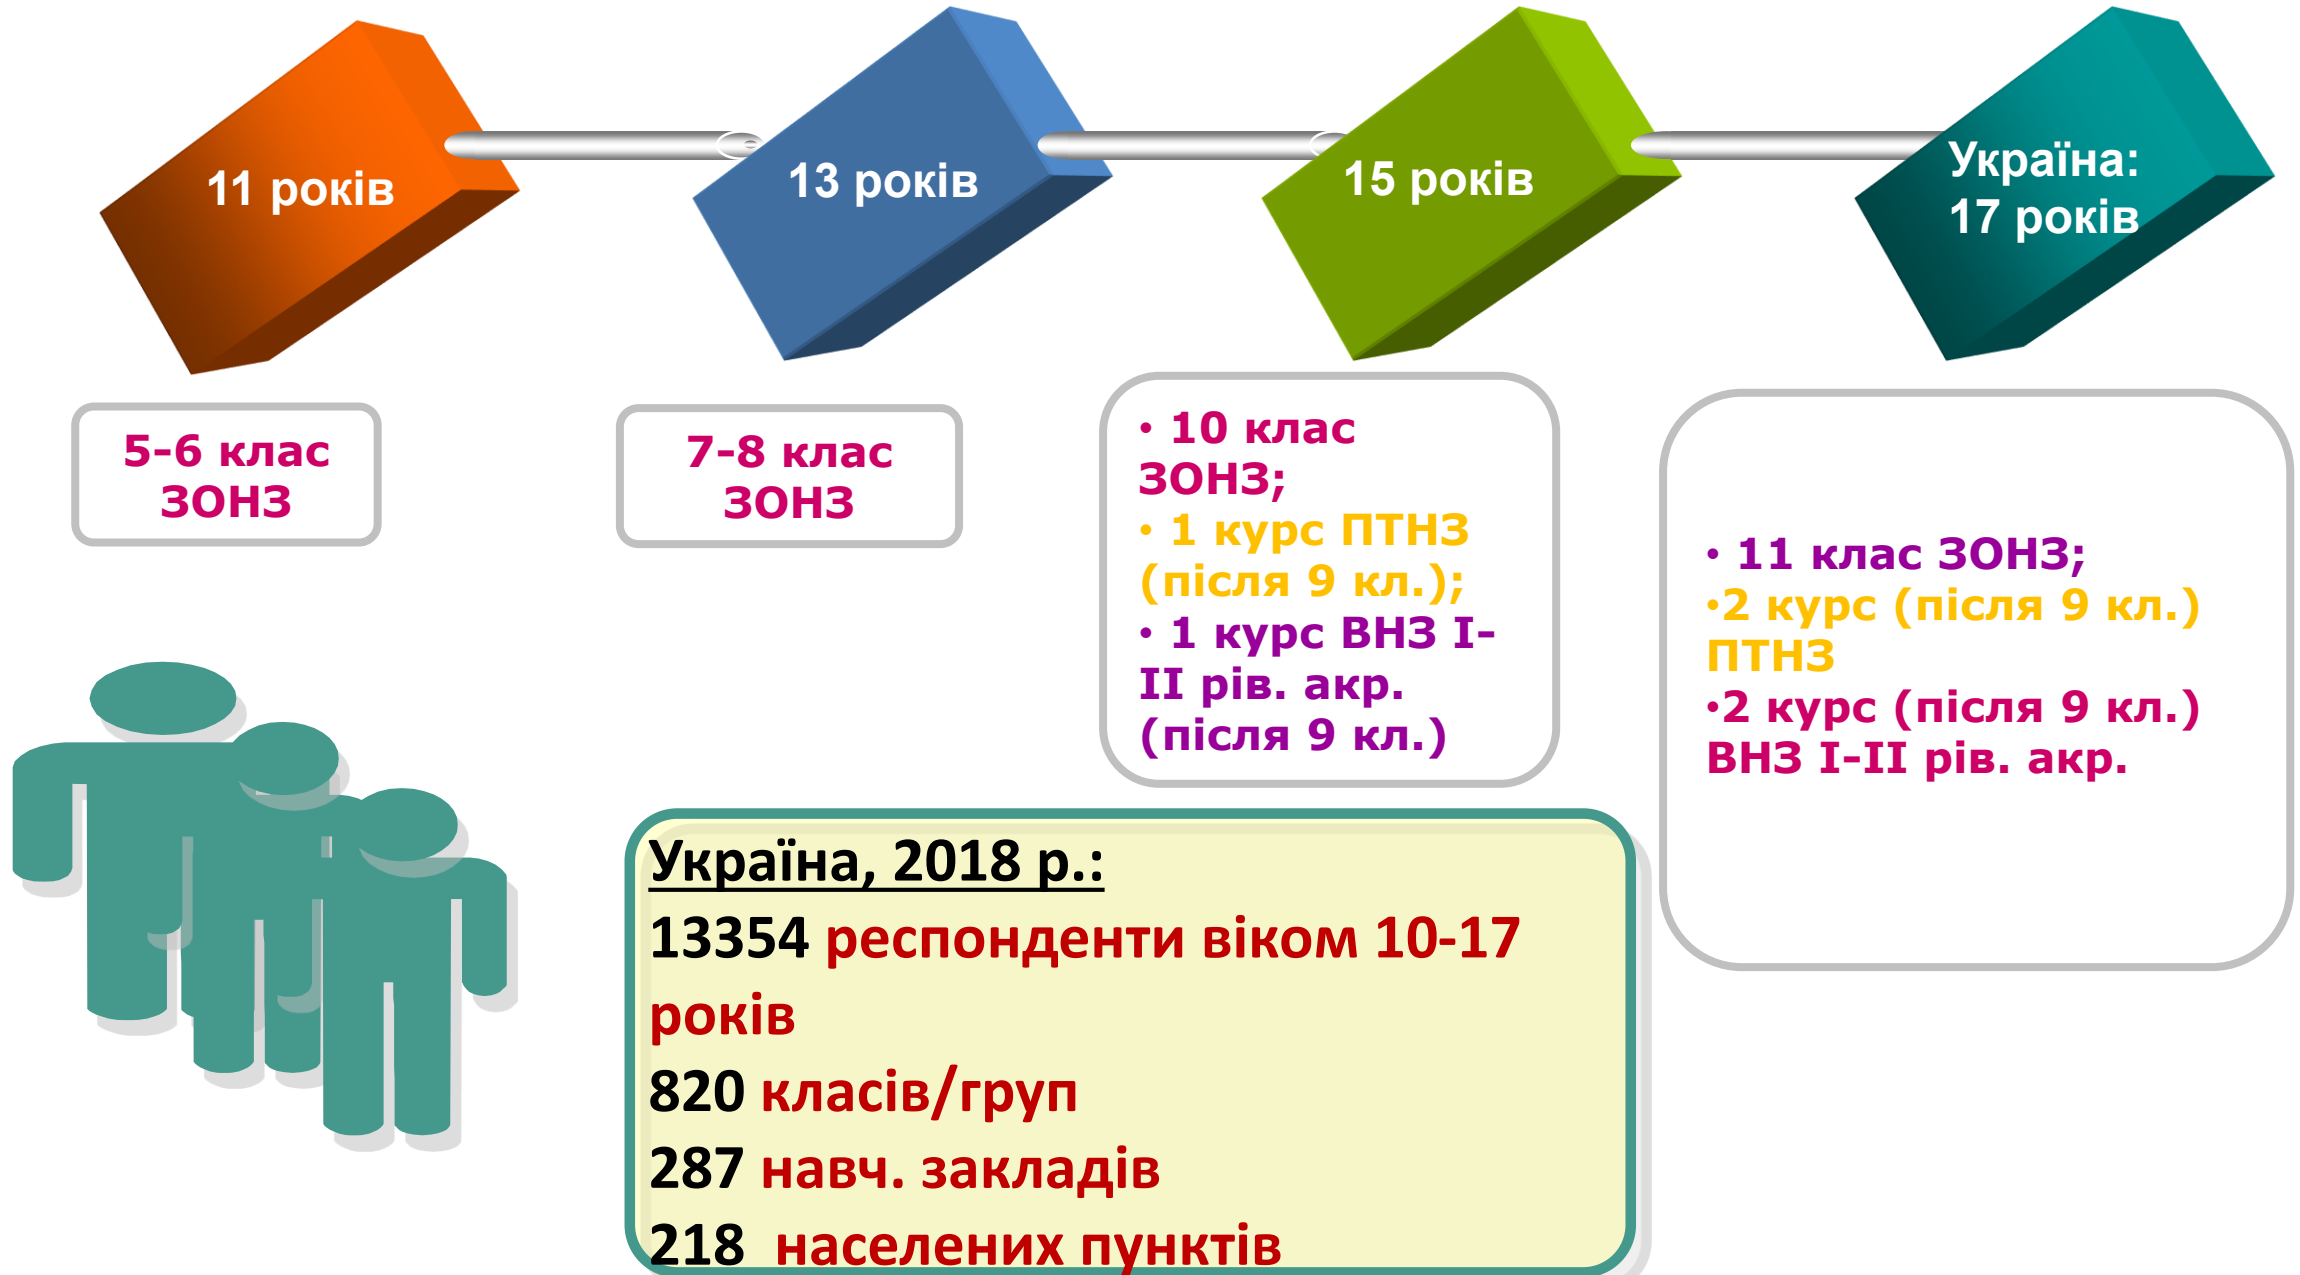 11 років
13 років
15 років
Україна:
17 років
5-6 клас
ЗОНЗ
7-8 клас
ЗОНЗ
• 10 клас
ЗОНЗ;
• 1 курс ПТНЗ
(після 9 кл.);
• 1 курс ВНЗ I-
II рів. акр.
(після 9 кл.)
• 11 клас ЗОНЗ;
•2 курс (після 9 кл.)
ПТНЗ
•2 курс (після 9 кл.)
ВНЗ I-II рів. акр.
Україна, 2018 р.:
13354 респонденти віком 10-17
років
820 класів/груп
287 навч. закладів
218 населених пунктів